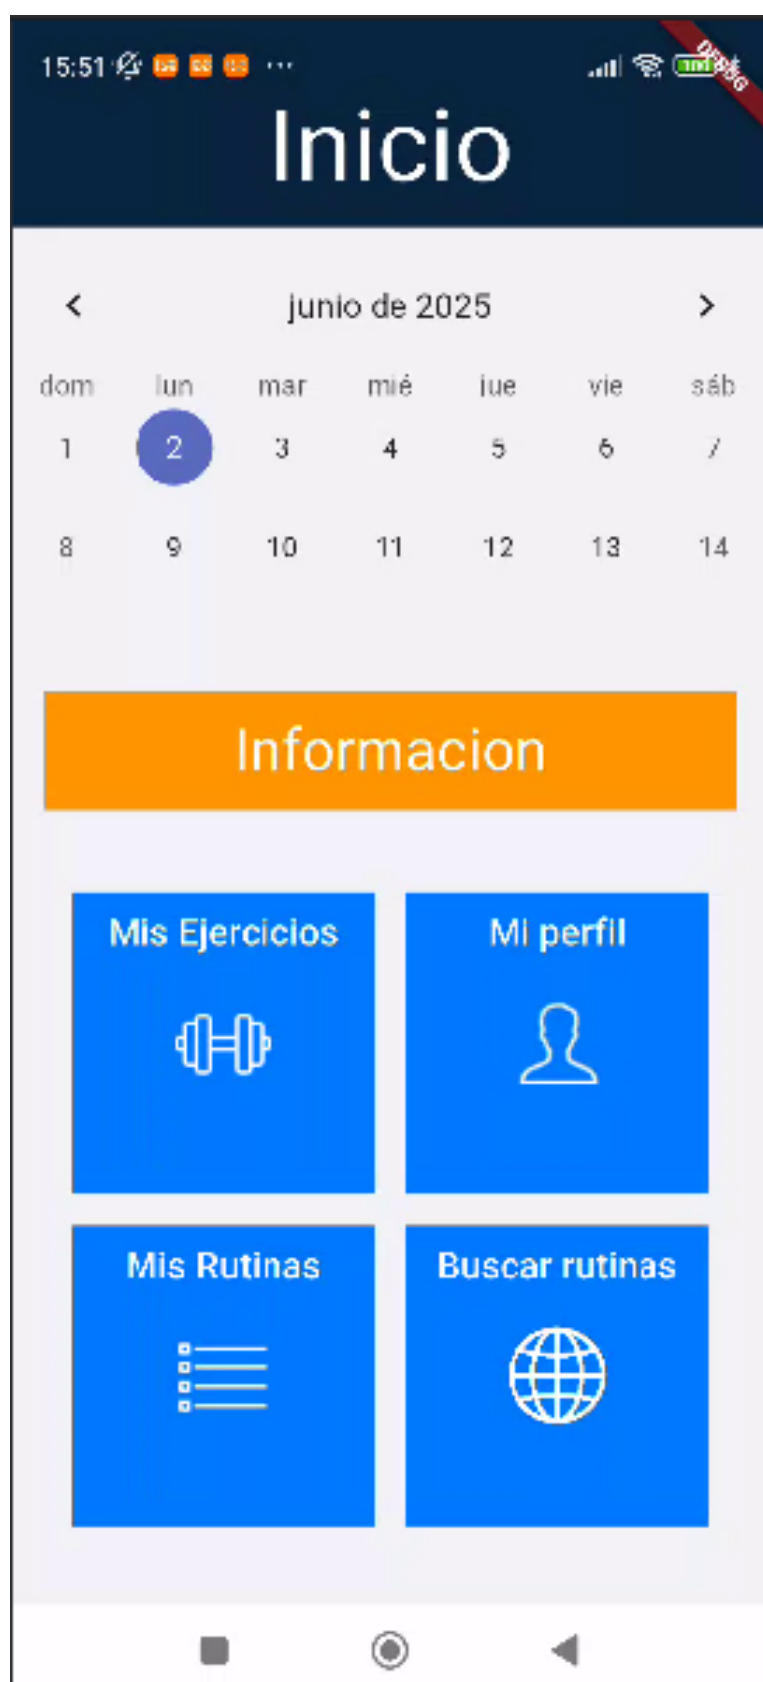 15:51
Inicio
junio de 2025
dom lun mar mié jue vie sáb
1 2 3 4 5 6 7
8 9 10 11 12 13 14
Informacion
Mis Ejercicios Mi perfil
Mis Rutinas Buscar rutinas